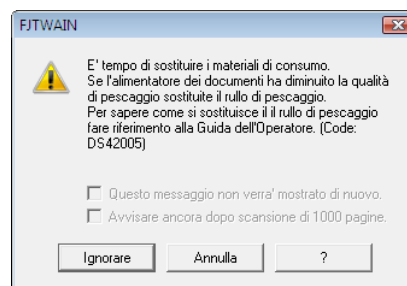 FJTWAIN
E' tempo di sostituire i materiali di consumo.
Se l'alimentatore dei documenti ha diminuito la qualità
di pescaggio sostituite il rullo di pescaggio.
Per sapere come si sostituisce il il rullo di pescaggio
fare riferimento alla Guida dell'Operatore. (Code:
DS42005)
Questo messaggio non verra' mostrato di nuovo.
Avvisare ancora dopo scansione di 1000 pagine.
Ignorare Annulla ?